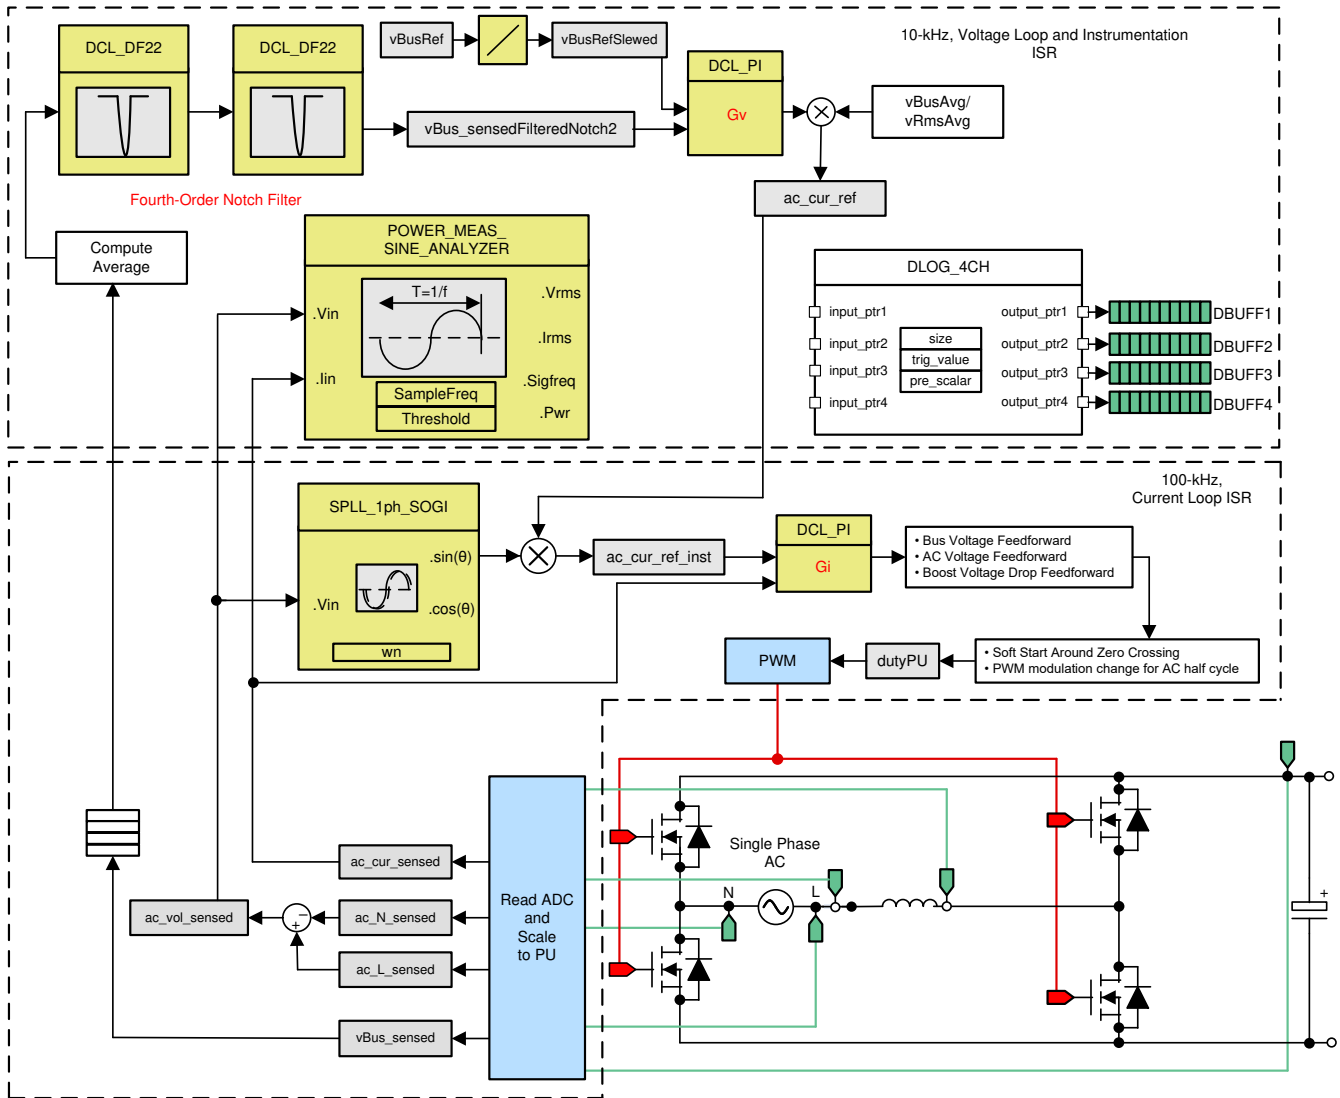 DCL_DF22
DCL_DF22
vBusRef
vBusRefSlewed
DCL_PI
Gv
10-kHz, Voltage Loop and Instrumentation
ISR
vBusAvg/
vRmsAvg
vBus_sensedFilteredNotch2
ac_cur_ref
Fourth-Order Notch Filter
Compute
Average
POWER_MEAS_
SINE_ANALYZER
T=1/f
.Vin
.Iin
.Vrms
.Irms
.Sigfreq
.Pwr
SampleFreq
Threshold
DLOG_4CH
input_ptr1
input_ptr2
input_ptr3
input_ptr4
size
trig_value
pre_scalar
output_ptr1
output_ptr2
output_ptr3
output_ptr4
DBUFF1
DBUFF2
DBUFF3
DBUFF4
100-kHz,
Current Loop ISR
SPLL_1ph_SOGI
.sin(θ)
.Vin
.cos(θ)
wn
ac_cur_ref_inst
DCL_PI
Gi
• Bus Voltage Feedforward
• AC Voltage Feedforward
• Boost Voltage Drop Feedforward
• Soft Start Around Zero Crossing
• PWM modulation change for AC half cycle
dutyPU
PWM
ac_cur_sensed
ac_vol_sensed
−
+
ac_N_sensed
ac_L_sensed
vBus_sensed
Read ADC
and
Scale
to PU
Single Phase
AC
N
L
+